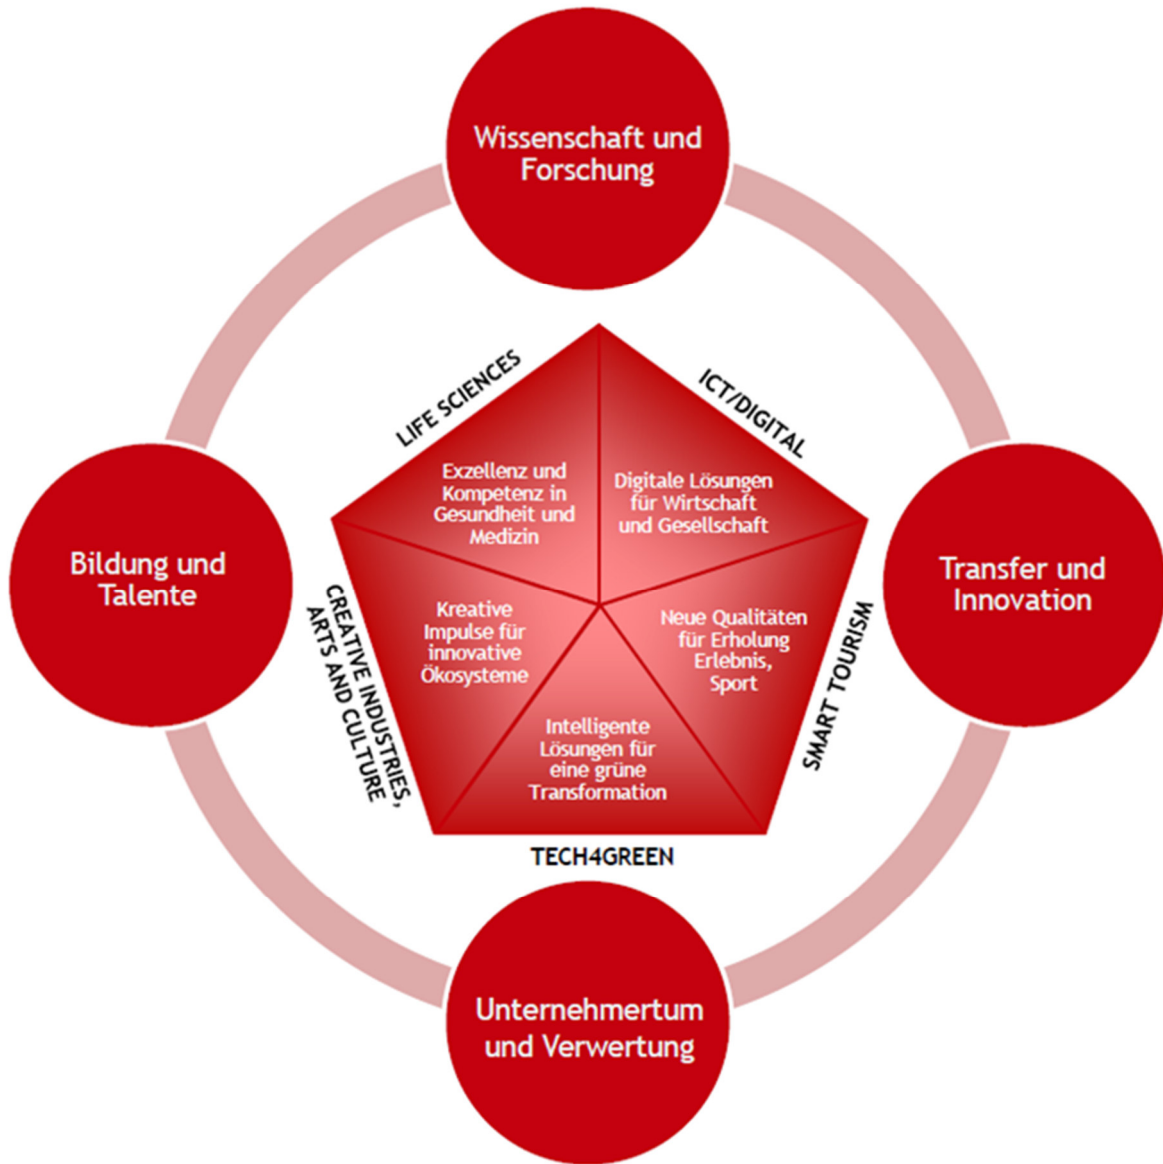 Wissenschaft und
Forschung
LIFE SCIENCES
ICT/DIGITAL
Exzellenz und
Kompetenz in
Gesundheit und
Medizin
Digitale Lösungen
für Wirtschaft
und Gesellschaft
Bildung und
Talente
Transfer und
Innovation
CREATIVE INDUSTRIES,
ARTS AND CULTURE
Kreative
Impulse für
innovative
Ökosysteme
Neue Qualitäten
für Erholung
Erlebnis,
Sport
SMART TOURISM
Intelligente
Lösungen für
eine grüne
Transformation
TECH4GREEN
Unternehmertum
und Verwertung